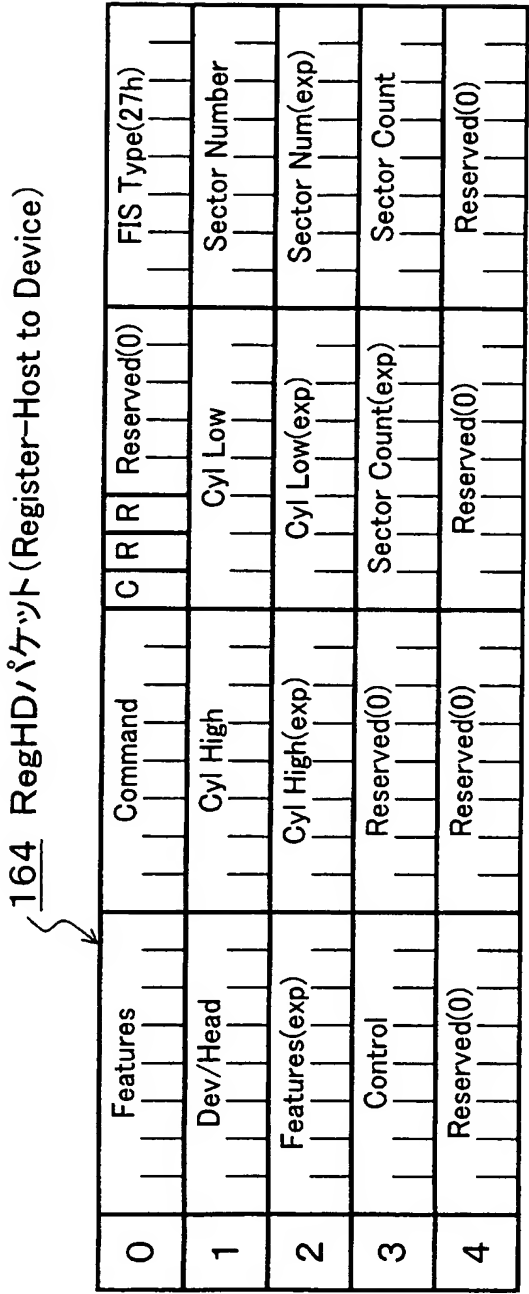 164 RegHDパケット(Register-Host to Device)
0 Features Command C R R Reserved(0) FIS Type(27h)
1 Dev/Head Cyl High Cyl Low Sector Number
2 Features(exp) Cyl High(exp) Cyl Low(exp) Sector Num(exp)
3 Control Reserved(0) Sector Count(exp) Sector Count
4 Reserved(0) Reserved(0) Reserved(0) Reserved(0)